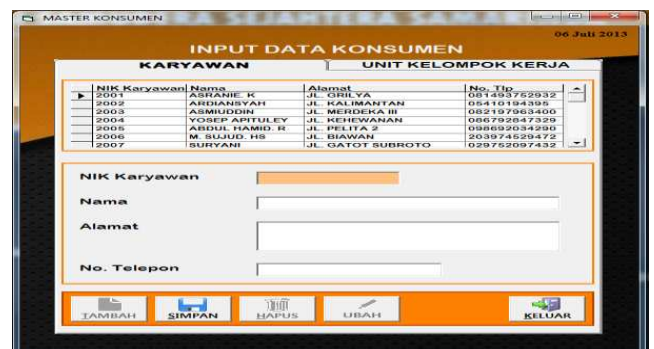 MASTER KONSUMEN
06 Juli 2013
INPUT DATA KONSUMEN
KARYAWAN UNIT KELOMPOK KERJA
NIK Karyawan Nama Alamat No. Tlp
2001 ASRANIE. K JL. GRILYA 081493752932
2002 ARDIANSYAH JL. KALIMANTAN 05410194395
2003 ASMIUDDIN JL. MERDEKA III 082197963400
2004 YOSEP APITULEY JL. KEHEWANAN 086792847329
2005 ABDUL HAMID. R JL. PELITA 2 098692034290
2006 M. SUJUD. HS JL. BIAWAN 203974529472
2007 SURYANI JL. GATOT SUBROTO 029752097432
NIK Karyawan
Nama
Alamat
No. Telepon
TAMBAH SIMPAN HAPUS UBAH KELUAR